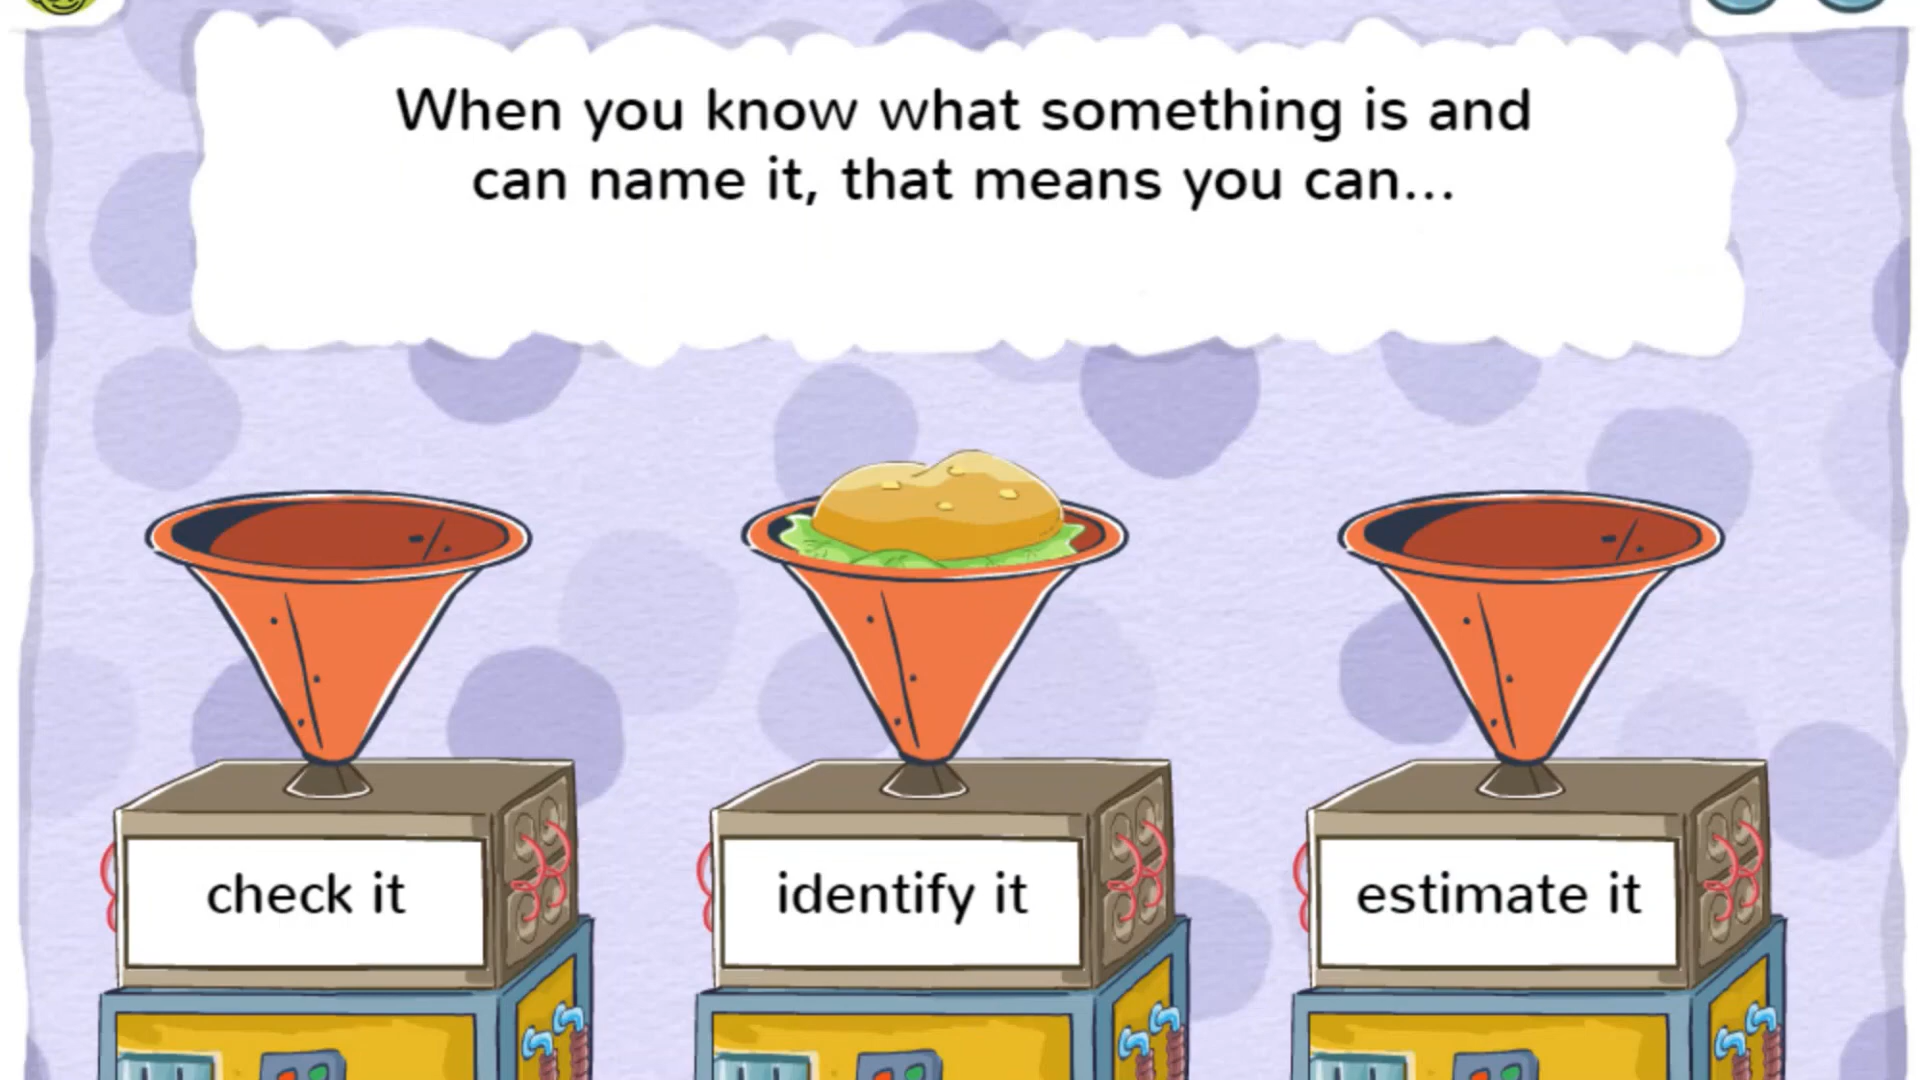 When you know what something is and
can name it, that means you can...
check it
identify it
estimate it